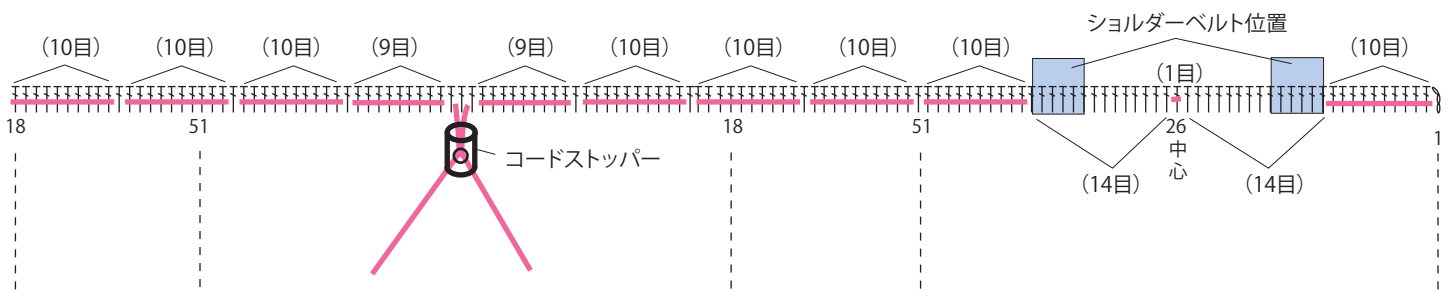 ショルダーベルト位置
(10目) (10目) (10目) (9目) (9目) (10目) (10目) (10目) (10目) (1目) (10目)
18 51 18 51 26 1
中
心
コードストッパー
(14目) (14目)